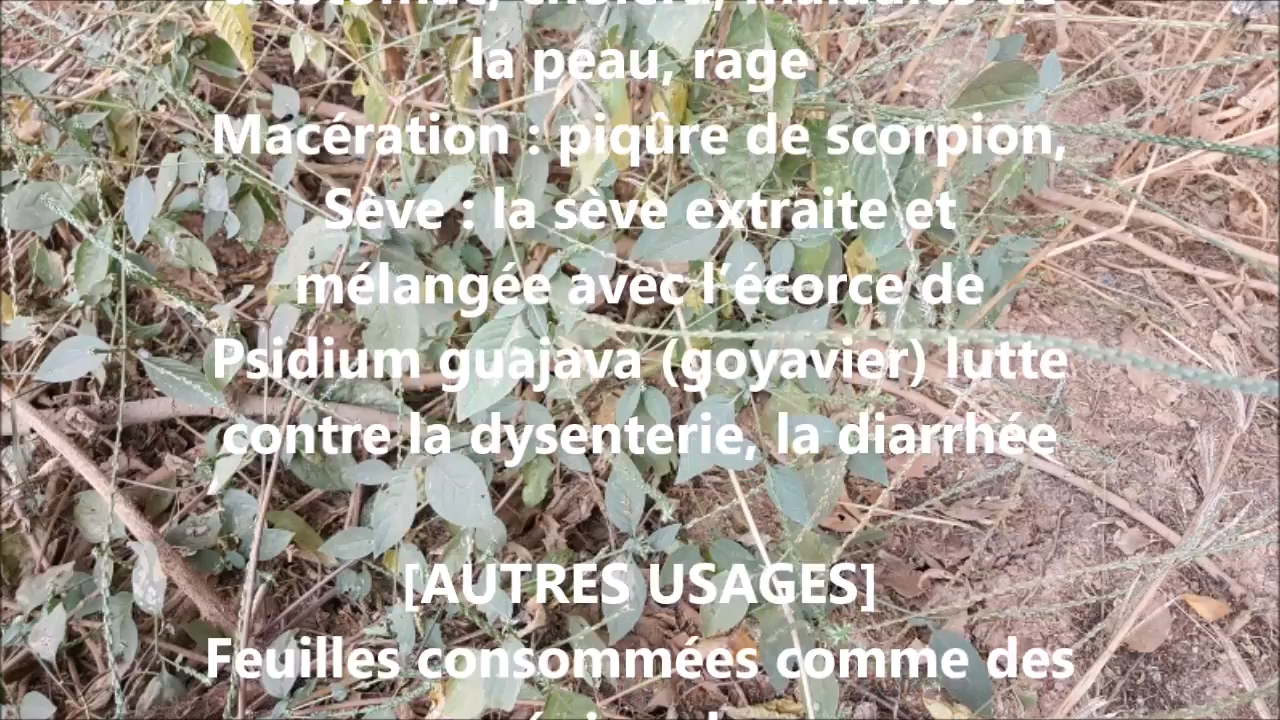 la peau, rage
Macération : piqûre de scorpion,
Sève : la sève extraite et
mélangée avec l'écorce de
Psidium guajava (goyavier) lutte
contre la dysenterie, la diarrhée
[AUTRES USAGES]
Feuilles consommées comme des